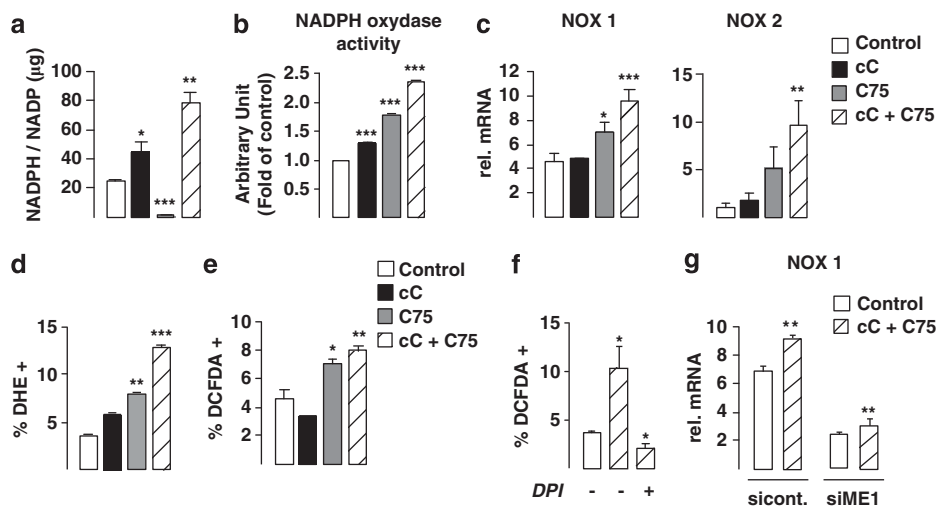 a
NADPH / NADP (µg)
100
80
60
40
20
*
***
**
b
NADPH oxydase
activity
Arbitrary Unit
(Fold of control)
2.5
2.0
1.5
1.0
0.5
***
***
***
c
NOX 1
rel. mRNA
12
10
8
6
4
2
*
***
NOX 2
15
10
5
**
Control
cC
C75
cC + C75
d
% DHE +
15
10
5
**
***
e
% DCFDA +
10
8
6
4
2
*
**
Control
cC
C75
cC + C75
f
% DCFDA +
15
10
5
*
*
DPI - - +
g
NOX 1
rel. mRNA
10
8
6
4
2
**
**
Control
cC + C75
sicont. siME1